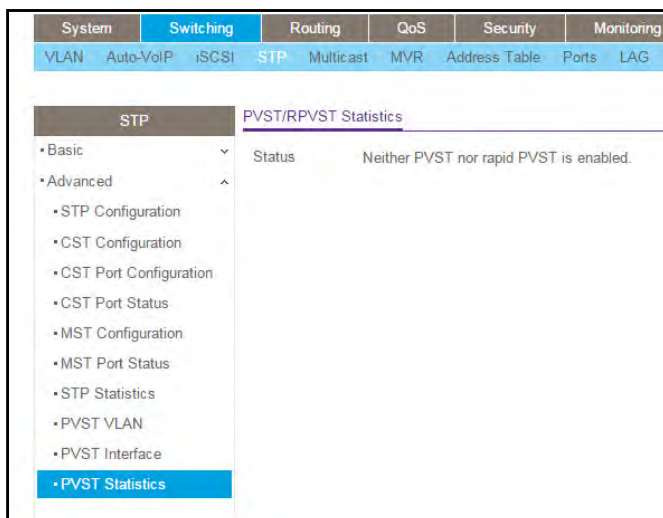 System Switching Routing QoS Security Monitoring
VLAN Auto-VoIP iSCSI STP Multicast MVR Address Table Ports LAG
STP
Basic
Advanced
STP Configuration
CST Configuration
CST Port Configuration
CST Port Status
MST Configuration
MST Port Status
STP Statistics
PVST VLAN
PVST Interface
PVST Statistics
PVST/RPVST Statistics
Status Neither PVST nor rapid PVST is enabled.